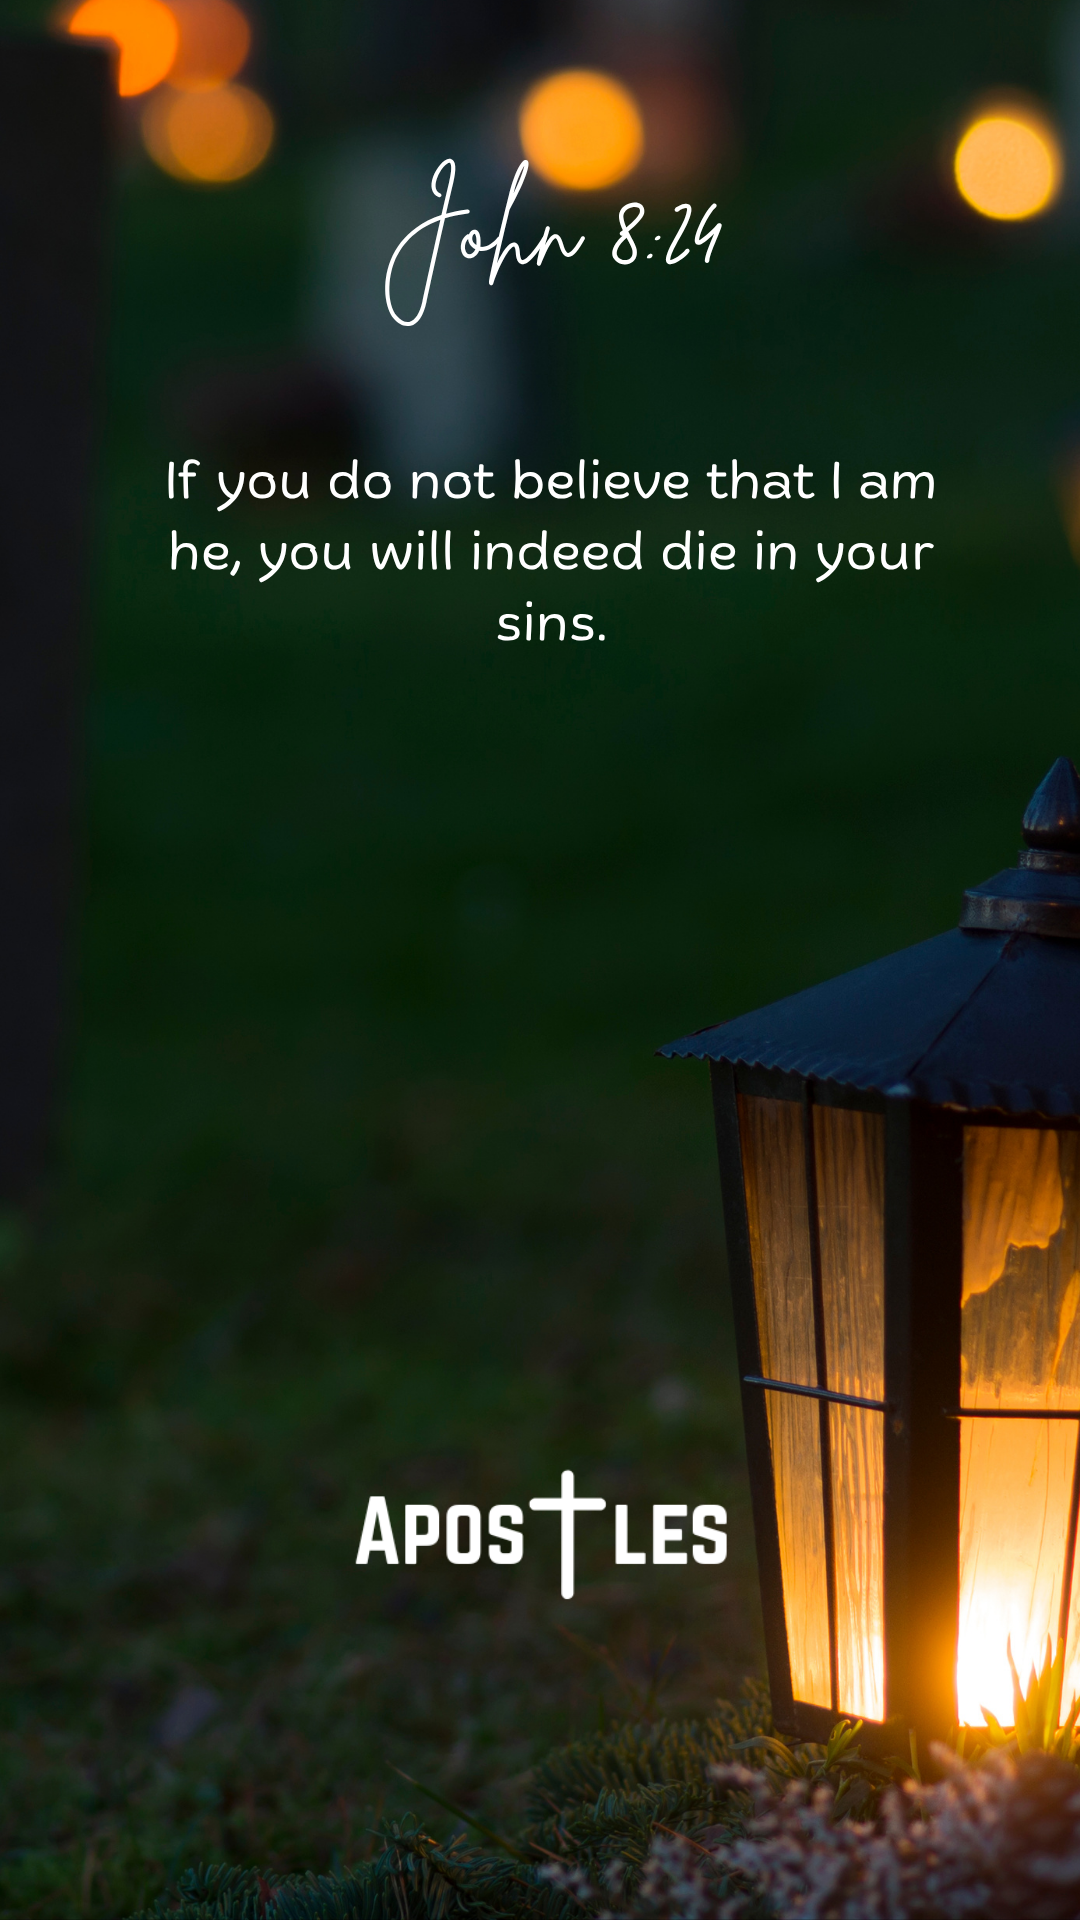 John 8:24
If you do not believe that I am
he, you will indeed die in your
sins.
APOSTLES